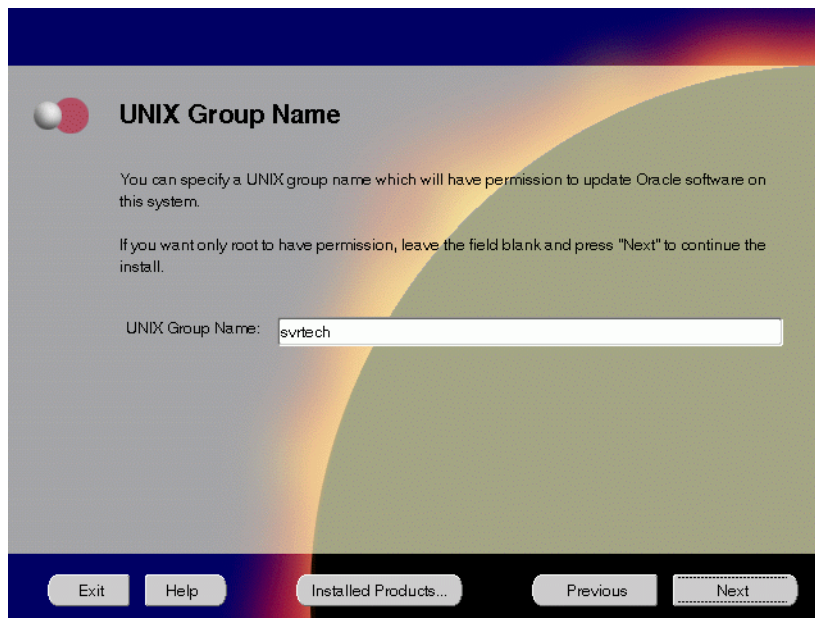 UNIX Group Name
You can specify a UNIX group name which will have permission to update Oracle software on
this system.
If you want only root to have permission, leave the field blank and press "Next" to continue the
install.
UNIX Group Name: svrtech
Exit Help Installed Products... Previous Next